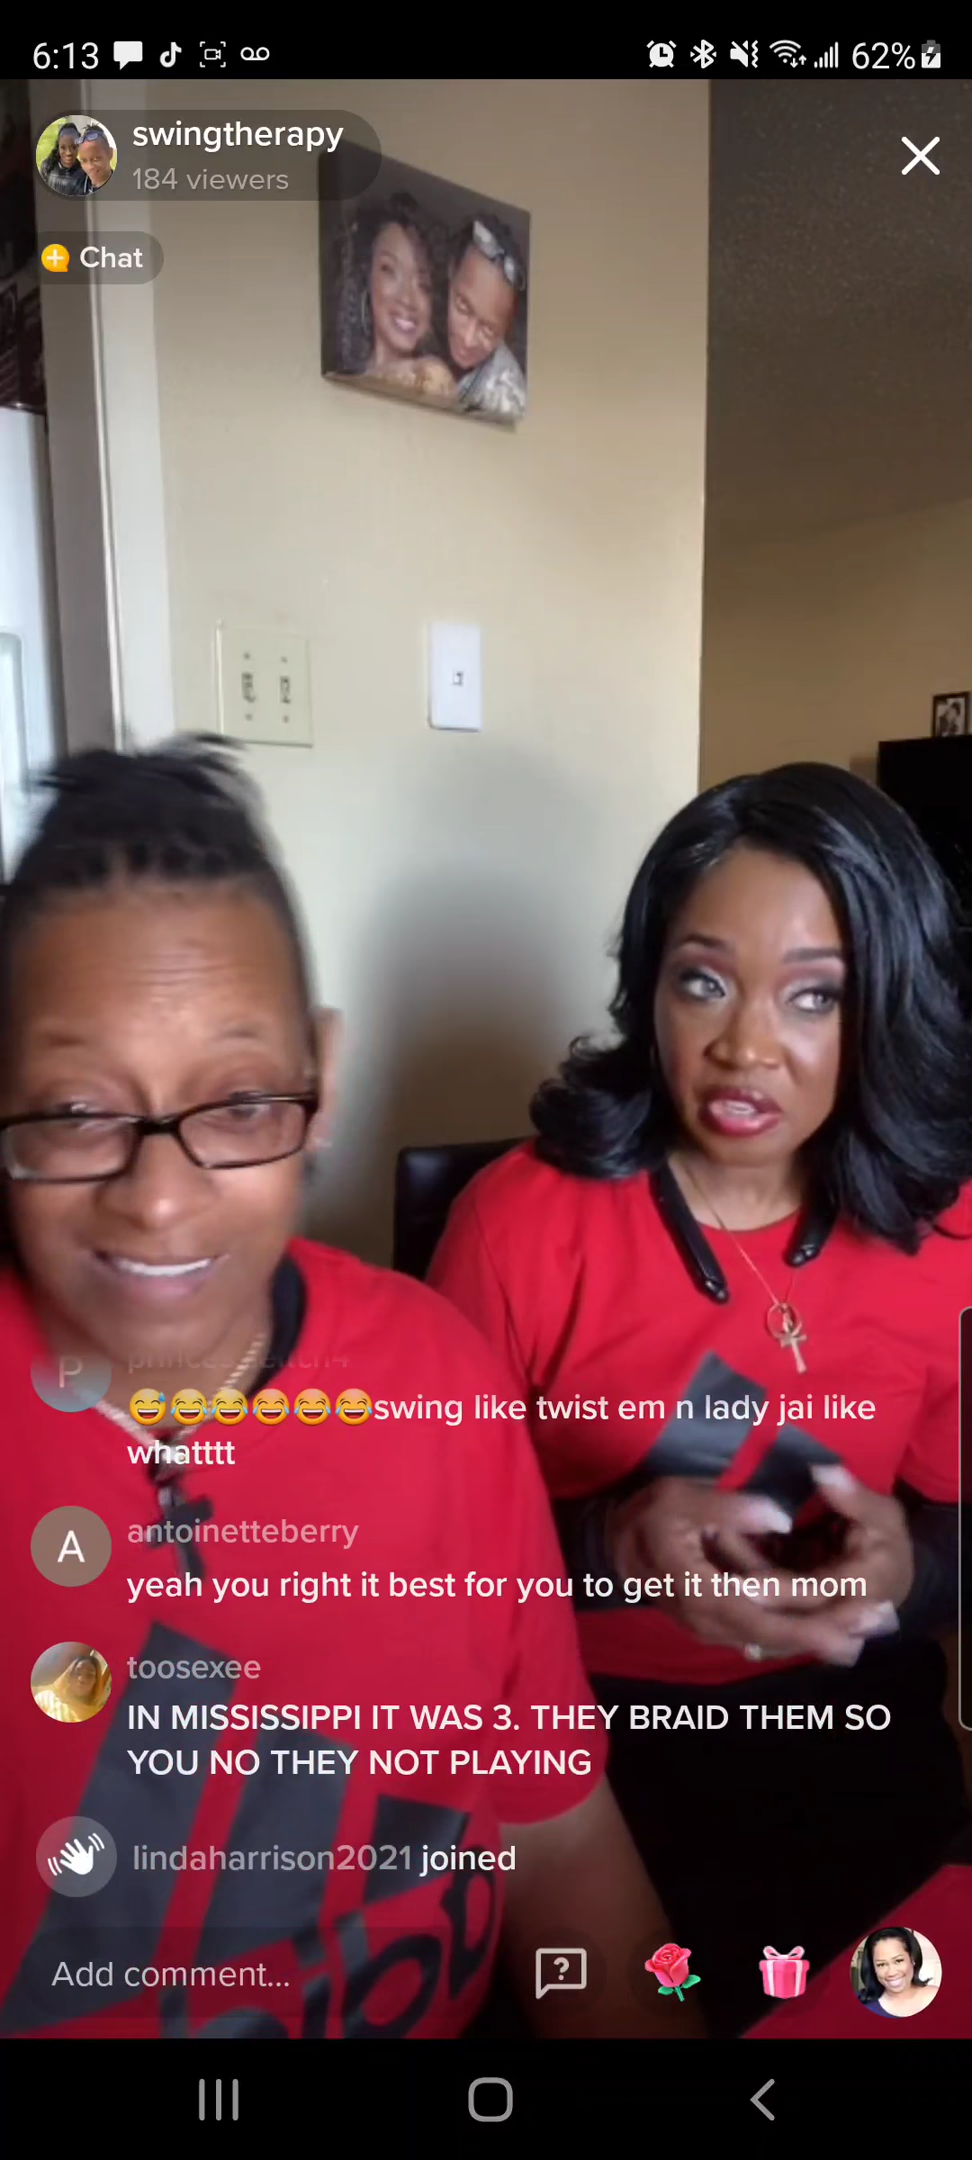 6:13
62%
swingtherapy
184 viewers
Chat
😅😂😂😂😂😂swing like twist em n lady jai like
whatttt
A
antoinetteberry
yeah you right it best for you to get it then mom
toosexee
IN MISSISSIPPI IT WAS 3. THEY BRAID THEM SO
YOU NO THEY NOT PLAYING
lindaharrison2021 joined
Add comment...